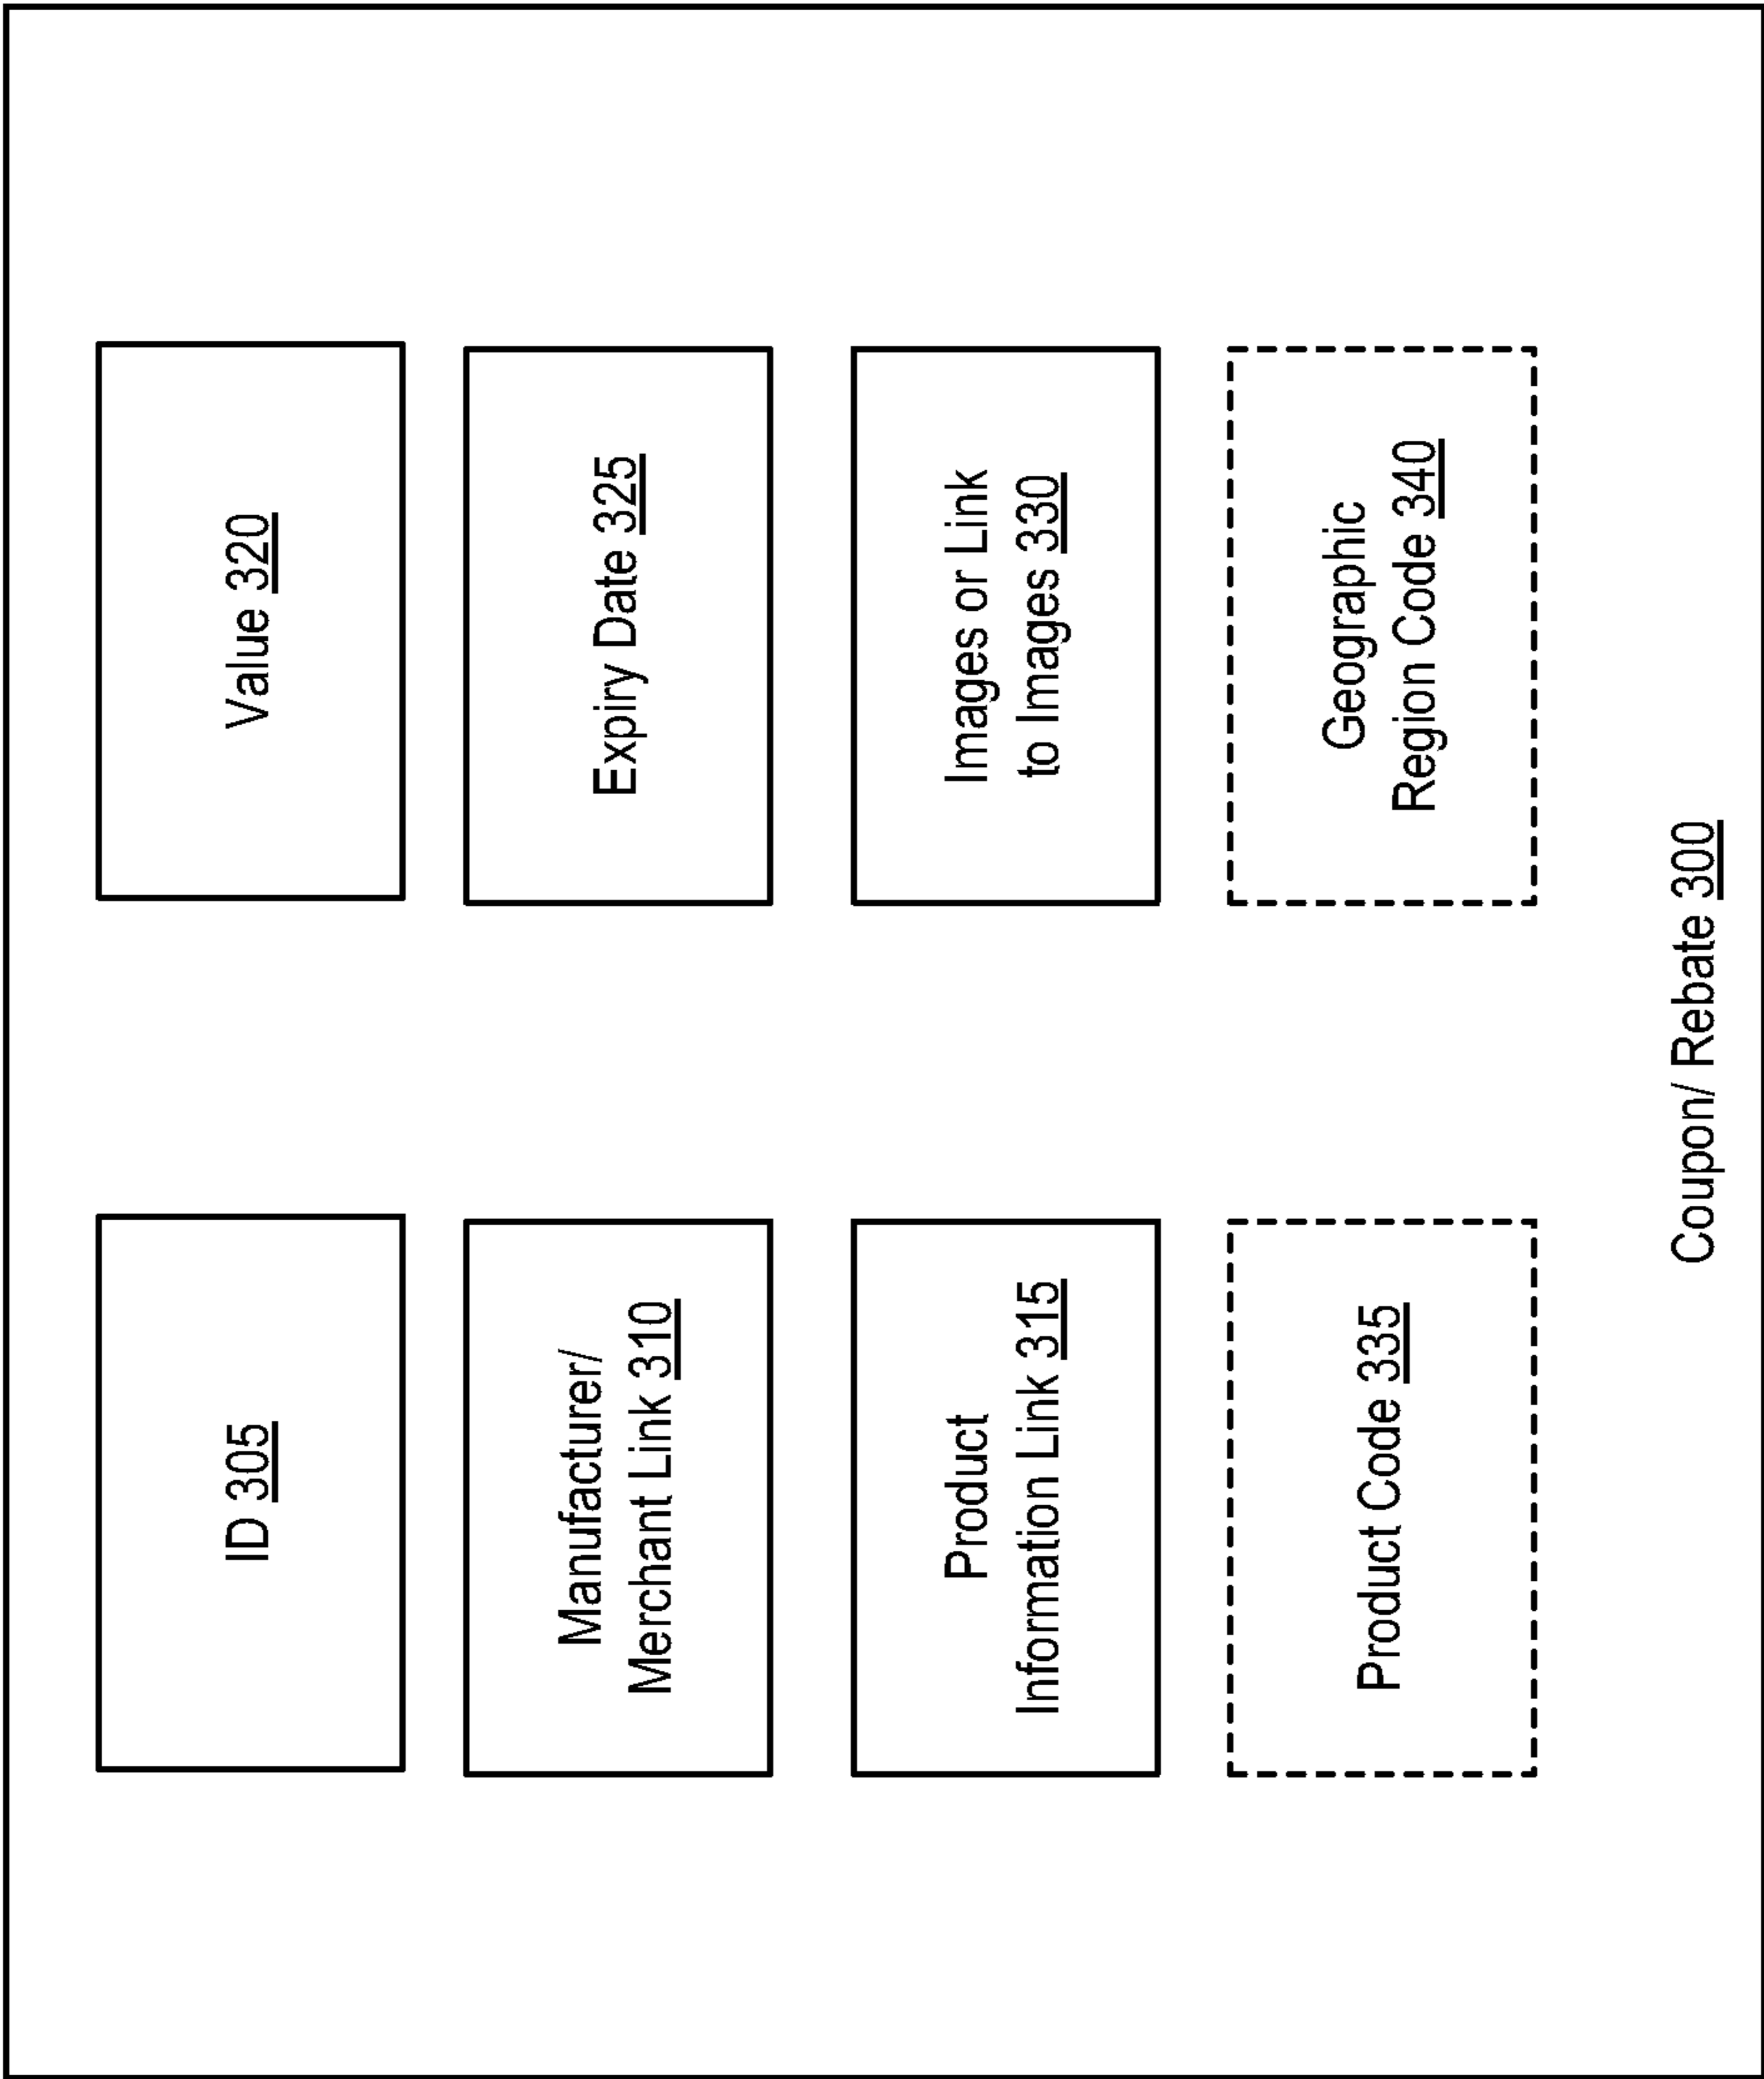 ID 305
Value 320
Manufacturer/
Merchant Link 310
Expiry Date 325
Product
Information Link 315
Images or Link
to Images 330
Product Code 335
Geographic
Region Code 340
Coupon/ Rebate 300